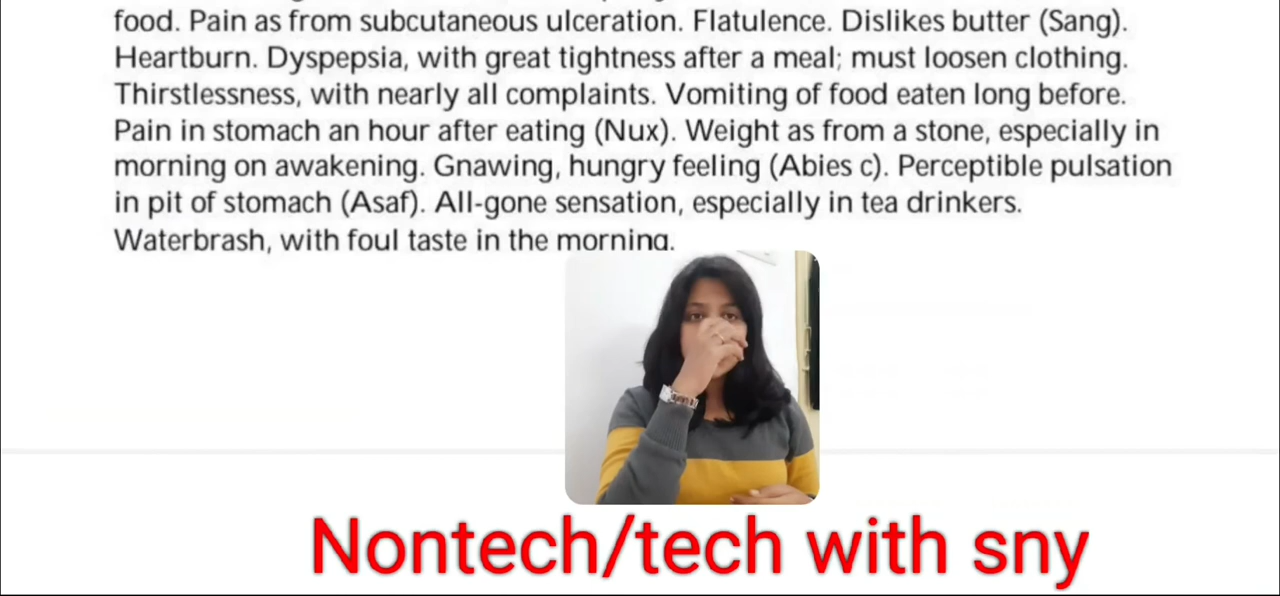 food. Pain as from subcutaneous ulceration. Flatulence. Dislikes butter (Sang).
Heartburn. Dyspepsia, with great tightness after a meal; must loosen clothing.
Thirstlessness, with nearly all complaints. Vomiting of food eaten long before.
Pain in stomach an hour after eating (Nux). Weight as from a stone, especially in
morning on awakening. Gnawing, hungry feeling (Abies c). Perceptible pulsation
in pit of stomach (Asaf). All-gone sensation, especially in tea drinkers.
Waterbrash, with foul taste in the morning.
Nontech/tech with sny